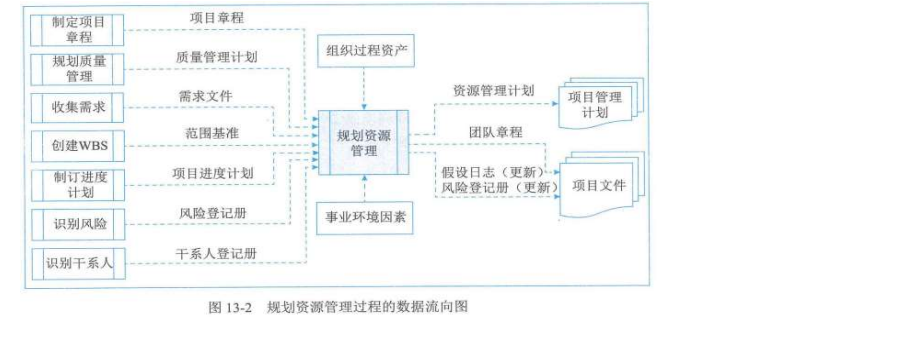 制定项目
章程
项目章程
规划质量
管理
质量管理计划
收集需求
需求文件
创建WBS
范围基准
制订进度
计划
项目进度计划
识别风险
风险登记册
识别干系人
干系人登记册
组织过程资产
规划资源
管理
事业环境因素
资源管理计划
团队章程
假设日志（更新）
风险登记册（更新）
项目管理
计划
项目文件
图 13-2 规划资源管理过程的数据流向图